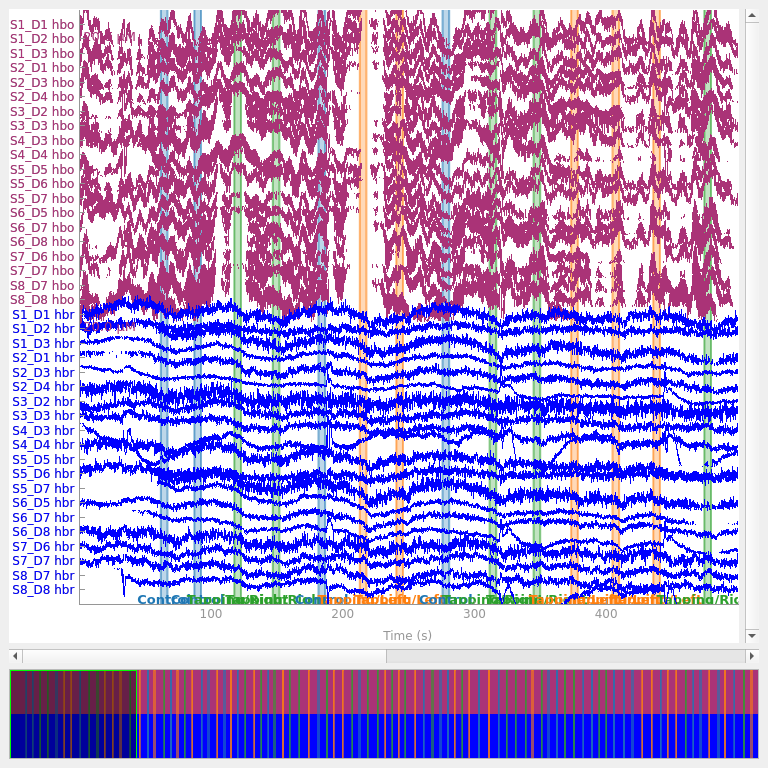 S1_D1 hbo
S1_D2 hbo
S1_D3 hbo
S2_D1 hbo
S2_D3 hbo
S2_D4 hbo
S3_D2 hbo
S3_D3 hbo
S4_D3 hbo
S4_D4 hbo
S5_D5 hbo
S5_D6 hbo
S5_D7 hbo
S6_D5 hbo
S6_D7 hbo
S6_D8 hbo
S7_D6 hbo
S7_D7 hbo
S8_D7 hbo
S8_D8 hbo
S1_D1 hbr
S1_D2 hbr
S1_D3 hbr
S2_D1 hbr
S2_D3 hbr
S2_D4 hbr
S3_D2 hbr
S3_D3 hbr
S4_D3 hbr
S4_D4 hbr
S5_D5 hbr
S5_D6 hbr
S5_D7 hbr
S6_D5 hbr
S6_D7 hbr
S6_D8 hbr
S7_D6 hbr
S7_D7 hbr
S8_D7 hbr
S8_D8 hbr
100 200 300 400
Time (s)